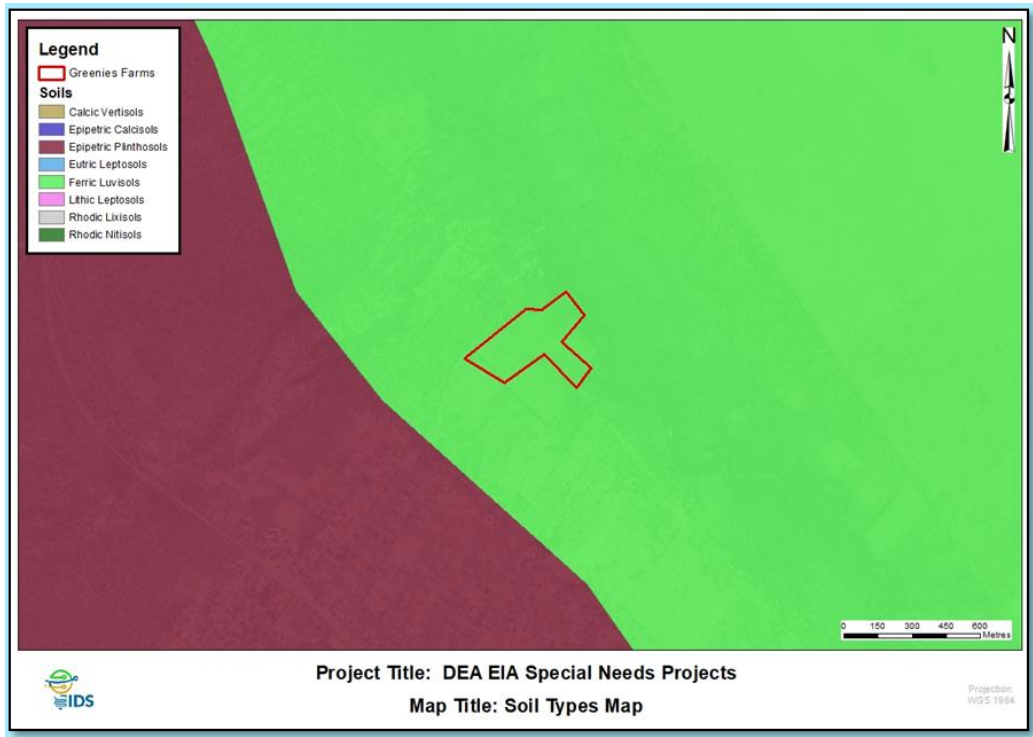 Legend
Greenies Farms
Soils
Calcic Vertisols
Epipetric Calcisols
Epipetric Plinthosols
Eutric Leptosols
Ferric Luvisols
Lithic Leptosols
Rhodic Lixisols
Rhodic Nitisols
N
0 150 300 450 600
Metres
Project Title: DEA EIA Special Needs Projects
Map Title: Soil Types Map
IDS
Projection:
WGS 1984